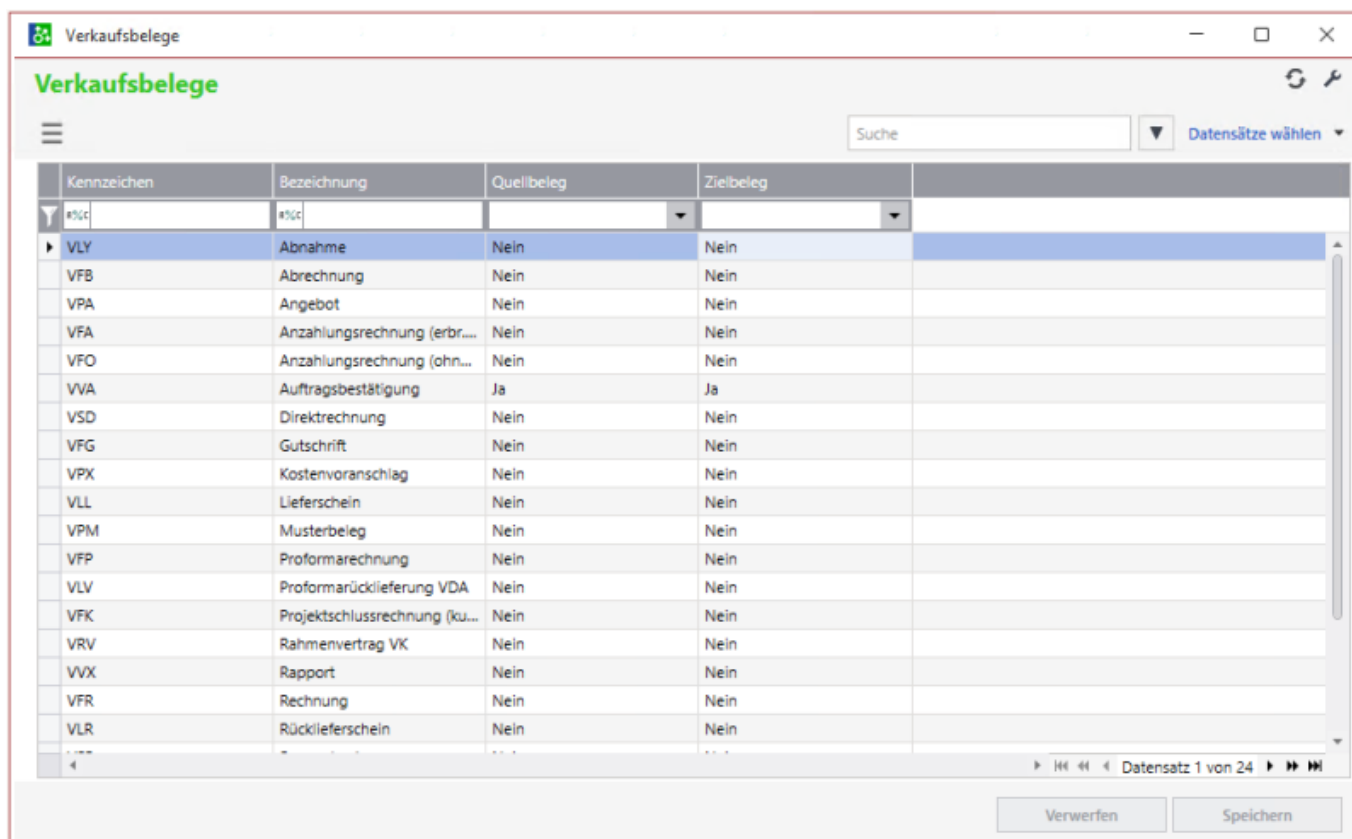 Verkaufsbelege
Verkaufsbelege
Suche Datensätze wählen
Kennzeichen Bezeichnung Quellbeleg Zielbeleg
VLY Abnahme Nein Nein
VFB Abrechnung Nein Nein
VPA Angebot Nein Nein
VFA Anzahlungsrechnung (erbr.... Nein Nein
VFO Anzahlungsrechnung (ohn... Nein Nein
VVA Auftragsbestätigung Ja Ja
VSD Direktrechnung Nein Nein
VFG Gutschrift Nein Nein
VPX Kostenvoranschlag Nein Nein
VLL Lieferschein Nein Nein
VPM Musterbeleg Nein Nein
VFP Proformarechnung Nein Nein
VLV Proformarücklieferung VDA Nein Nein
VFK Projektschlussrechnung (ku... Nein Nein
VRV Rahmenvertrag VK Nein Nein
VVX Rapport Nein Nein
VFR Rechnung Nein Nein
VLR Rücklieferschein Nein Nein
Datensatz 1 von 24
Verwerfen Speichern